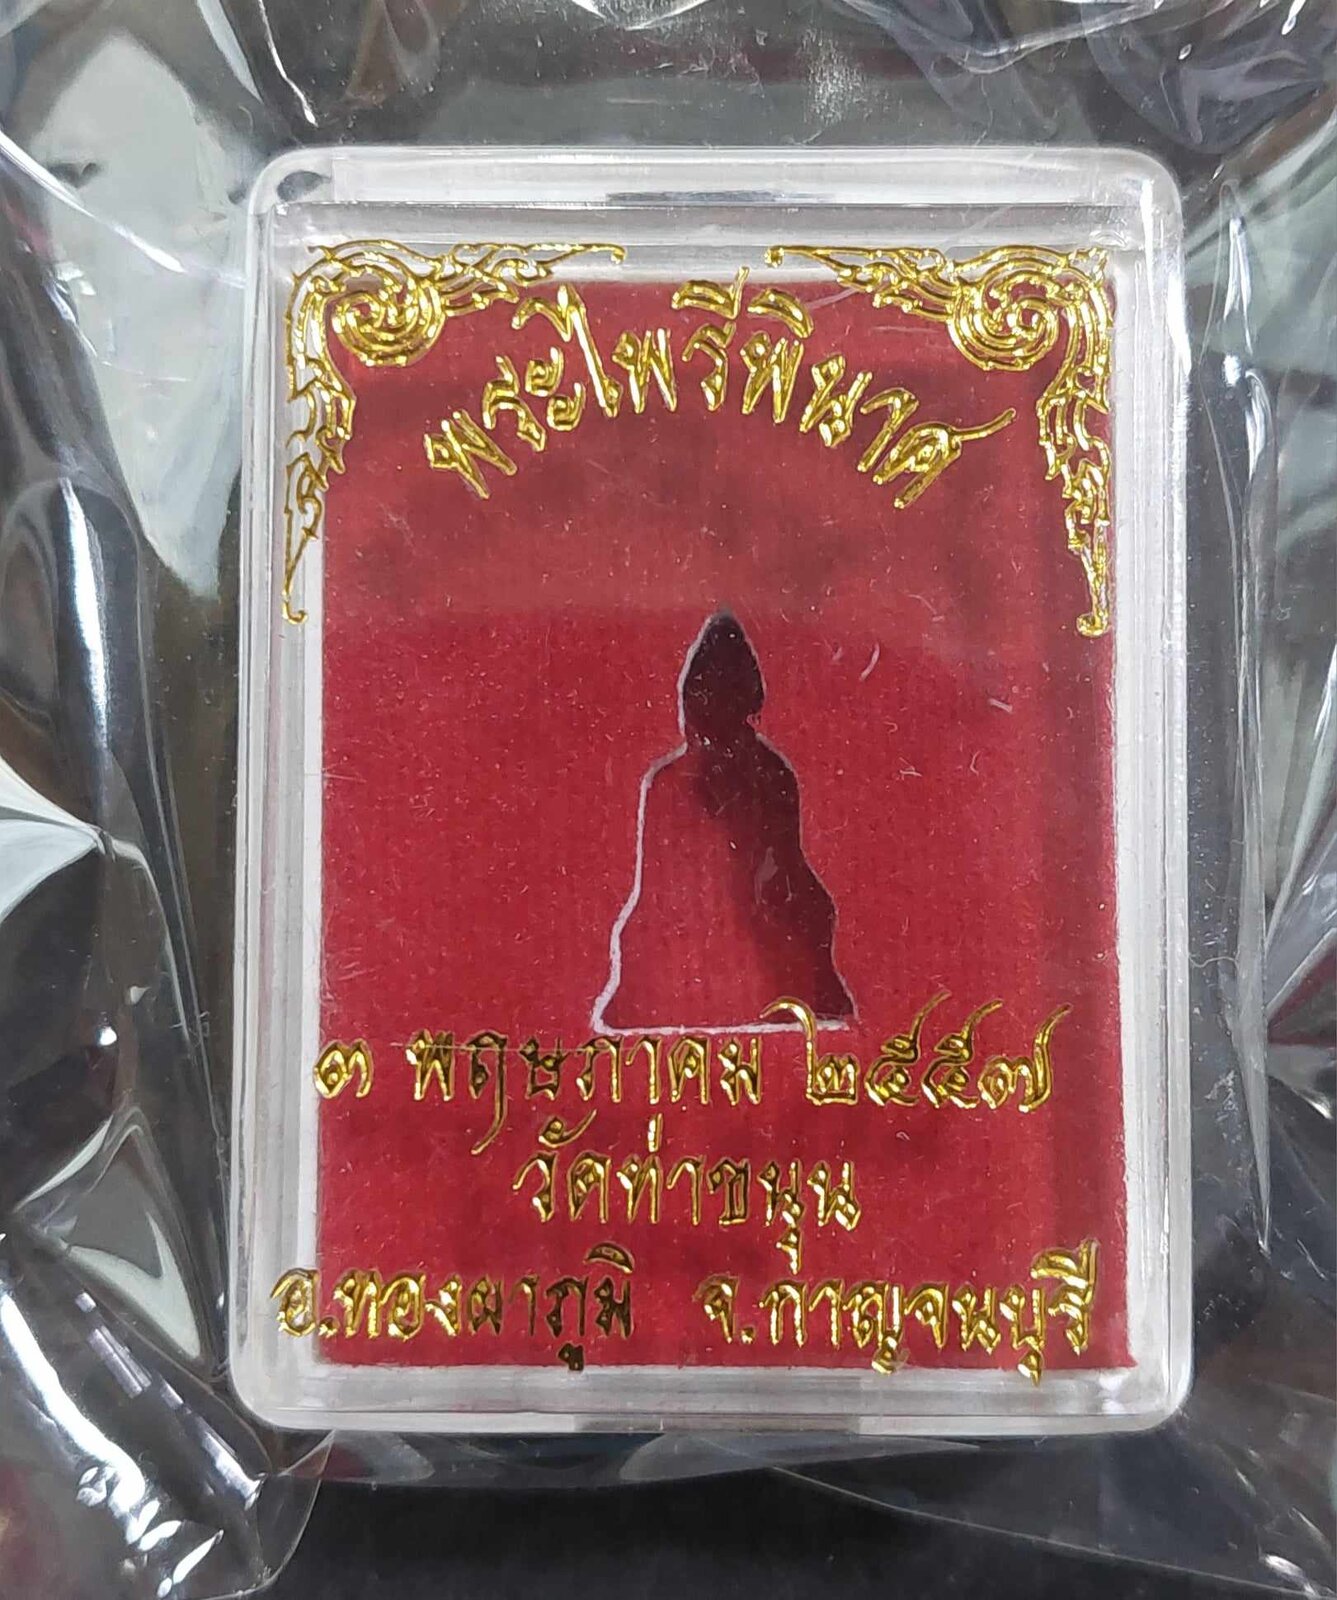 พระไพรีพินาศ
๓ พฤษภาคม ๒๕๕๗
วัดท่าขนุน
อ.ทองผาภูมิ จ.กาญจนบุรี